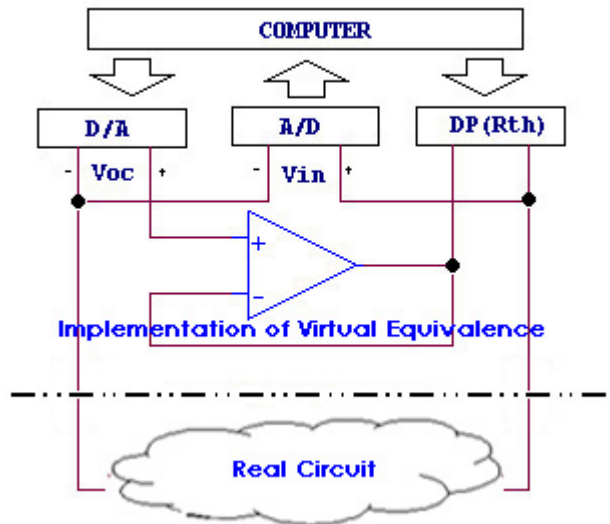 COMPUTER
D/A A/D DP(Rth)
- Voc + - Vin +
+
-
Implementation of Virtual Equivalence
Real Circuit